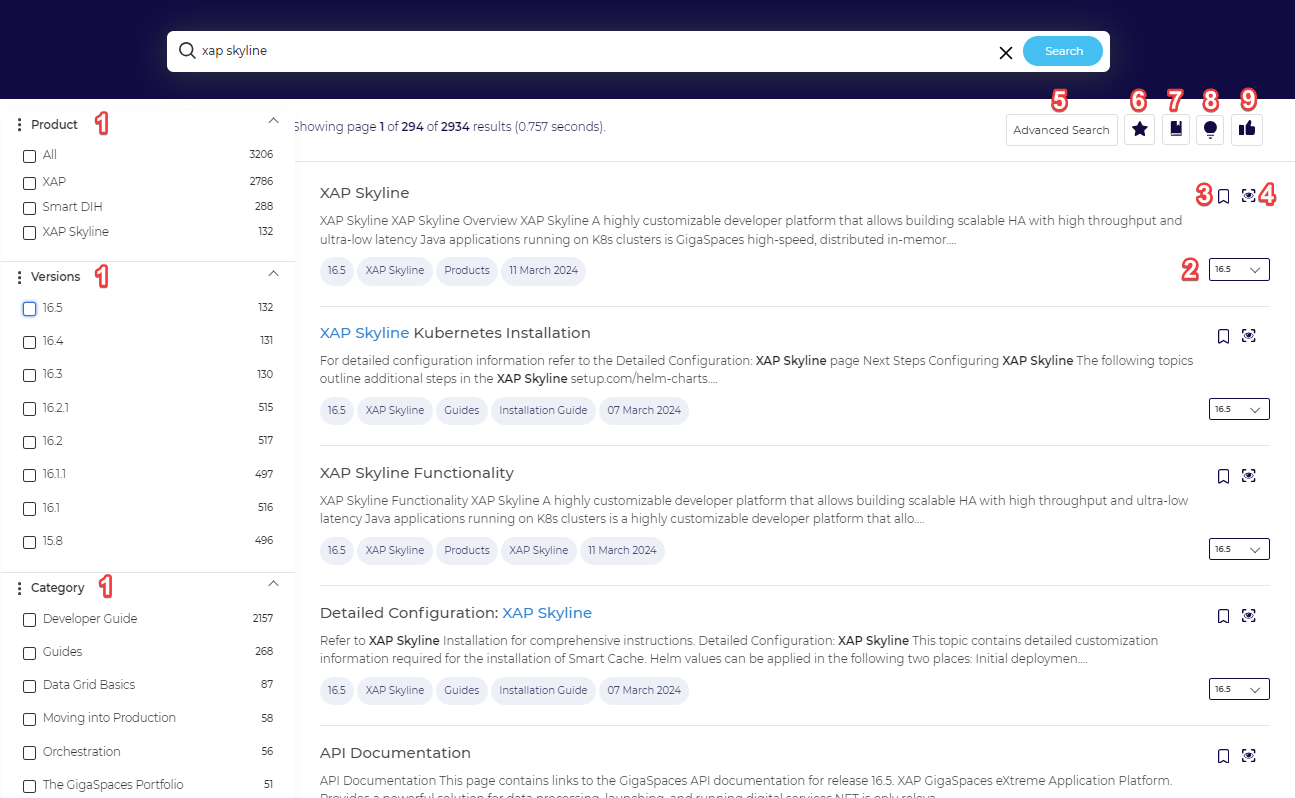 xap skyline
Search
Product 1
All 3206
XAP 2786
Smart DIH 288
XAP Skyline 132
Versions 1
16.5 132
16.4 131
16.3 130
16.2.1 515
16.2 517
16.1.1 497
16.1 516
15.8 496
Category 1
Developer Guide 2157
Guides 268
Data Grid Basics 87
Moving into Production 58
Orchestration 56
The GigaSpaces Portfolio 51
5 6 7 8 9
Showing page 1 of 294 of 2934 results (0.757 seconds).
Advanced Search
XAP Skyline
3 4
XAP Skyline XAP Skyline Overview XAP Skyline A highly customizable developer platform that allows building scalable HA with high throughput and
ultra-low latency Java applications running on K8s clusters is GigaSpaces high-speed, distributed in-memor....
16.5 XAP Skyline Products 11 March 2024
2 16.5
XAP Skyline Kubernetes Installation
For detailed configuration information refer to the Detailed Configuration: XAP Skyline page Next Steps Configuring XAP Skyline The following topics
outline additional steps in the XAP Skyline setup.com/helm-charts....
16.5 XAP Skyline Guides Installation Guide 07 March 2024
16.5
XAP Skyline Functionality
XAP Skyline Functionality XAP Skyline A highly customizable developer platform that allows building scalable HA with high throughput and ultra-low
latency Java applications running on K8s clusters is a highly customizable developer platform that allo....
16.5 XAP Skyline Products XAP Skyline 11 March 2024
16.5
Detailed Configuration: XAP Skyline
Refer to XAP Skyline Installation for comprehensive instructions. Detailed Configuration: XAP Skyline This topic contains detailed customization
information required for the installation of Smart Cache. Helm values can be applied in the following two places: Initial deploymen....
16.5 XAP Skyline Guides Installation Guide 07 March 2024
16.5
API Documentation
API Documentation This page contains links to the GigaSpaces API documentation for release 16.5. XAP GigaSpaces eXtreme Application Platform.
Provides a powerful solution for data processing, launching, and running digital services.NET is only releva....